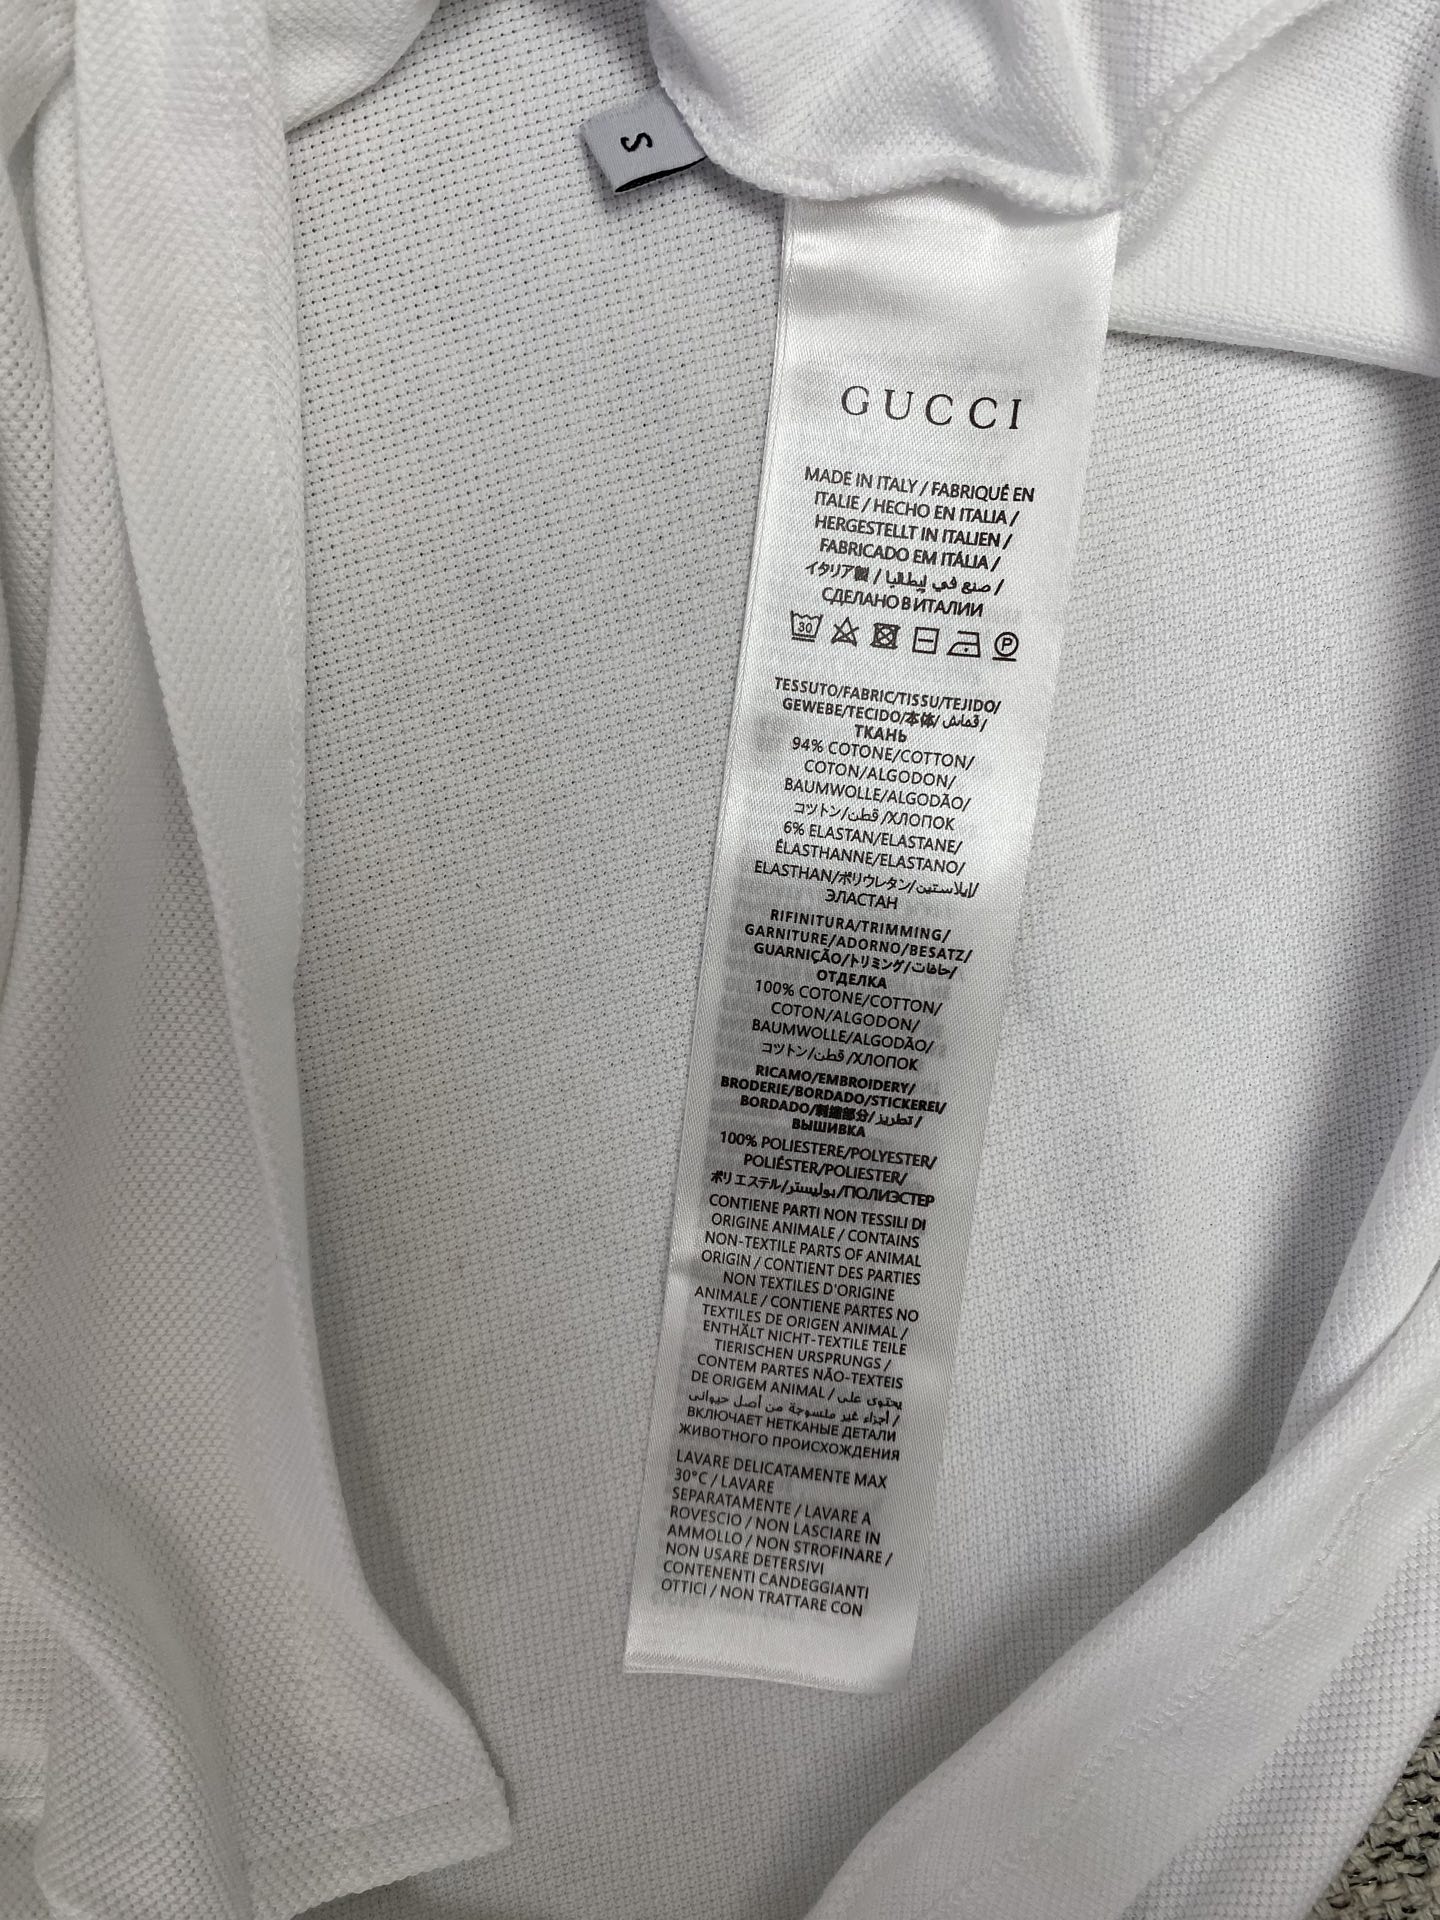 S
GUCCI
MADE IN ITALY / FABRIQUÉ EN
ITALIE / HECHO EN ITALIA /
HERGESTELLT IN ITALIEN /
FABRICADO EM ITÁLIA /
イタリア製 / صنع في إيطاليا /
СДЕЛАНО В ИТАЛИИ
30 P
TESSUTO/FABRIC/TISSU/TEJIDO/
GEWEBE/TECIDO/本体/ قماش/
ТКАНЬ
94% COTONE/COTTON/
COTON/ALGODON/
BAUMWOLLE/ALGODÃO/
コットン/قطن/ХЛОПОК
6% ELASTAN/ELASTANE/
ÉLASTHANNE/ELASTANO/
ELASTHAN/ポリウレタン/إيلاستين/
ЭЛАСТАН
RIFINITURA/TRIMMING/
GARNITURE/ADORNO/BESATZ/
GUARNIÇÃO/トリミング/حافات/
ОТДЕЛКА
100% COTONE/COTTON/
COTON/ALGODON/
BAUMWOLLE/ALGODÃO/
コットン/قطن/ХЛОПОК
RICAMO/EMBROIDERY/
BRODERIE/BORDADO/STICKEREI/
BORDADO/刺繍部分/تطريز/
ВЫШИВКА
100% POLIESTERE/POLYESTER/
POLIÉSTER/POLIESTER/
ポリエステル/بوليستر/ПОЛИЭСТЕР
CONTIENE PARTI NON TESSILI DI
ORIGINE ANIMALE / CONTAINS
NON-TEXTILE PARTS OF ANIMAL
ORIGIN / CONTIENT DES PARTIES
NON TEXTILES D'ORIGINE
ANIMALE / CONTIENE PARTES NO
TEXTILES DE ORIGEN ANIMAL /
ENTHÄLT NICHT-TEXTILE TEILE
TIERISCHEN URSPRUNGS /
CONTEM PARTES NÃO-TEXTEIS
DE ORIGEM ANIMAL / يحتوى على
أجزاء غير ملسوجة من أصل حيوانى /
ВКЛЮЧАЕТ НЕТКАНЫЕ ДЕТАЛИ
ЖИВОТНОГО ПРОИСХОЖДЕНИЯ
LAVARE DELICATAMENTE MAX
30°C / LAVARE
SEPARATAMENTE / LAVARE A
ROVESCIO / NON LASCIARE IN
AMMOLLO / NON STROFINARE /
NON USARE DETERSIVI
CONTENENTI CANDEGGIANTI
OTTICI / NON TRATTARE CON